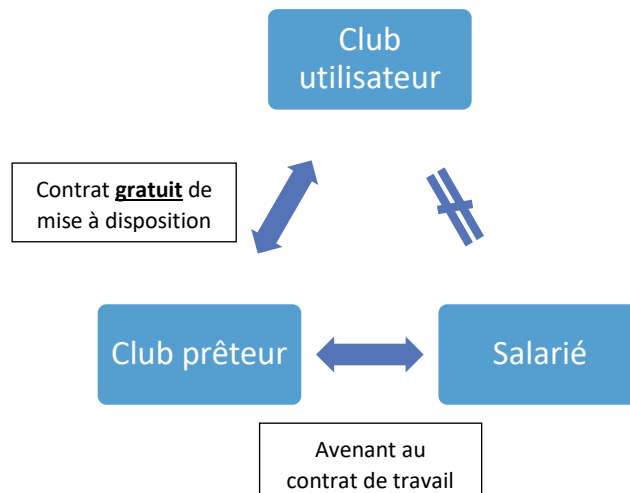 Club
utilisateur
Contrat gratuit de
mise à disposition
Club prêteur
Salarié
Avenant au
contrat de travail